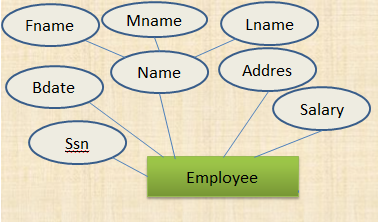 Fname
Mname
Lname
Bdate
Name
Addres
Salary
Ssn
Employee